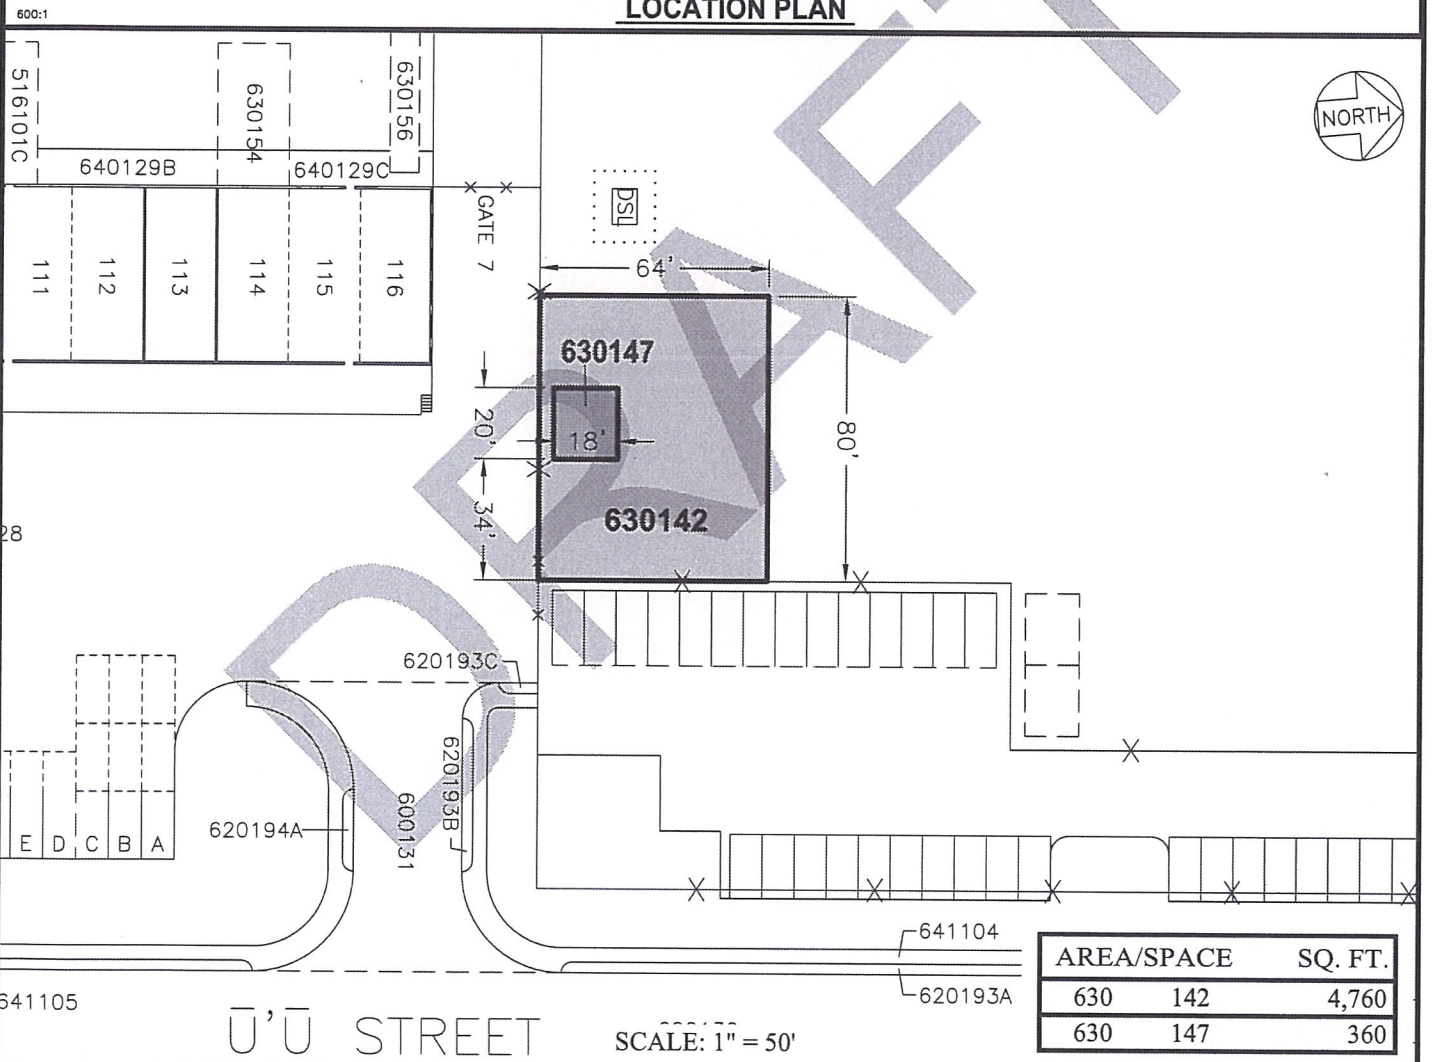 LOCATION PLAN
600:1
516101C
630154
630156
640129B
640129C
NORTH
DSL
GATE 7
111
112
113
114
115
116
64'
630147
20'
18'
80'
34'
630142
28
620193C
620193B
600131
620194A
E D C B A
641104
620193A
641105
Ū'Ū STREET
SCALE: 1" = 50'
AREA/SPACE SQ. FT.
630 142 4,760
630 147 360
DRAFT